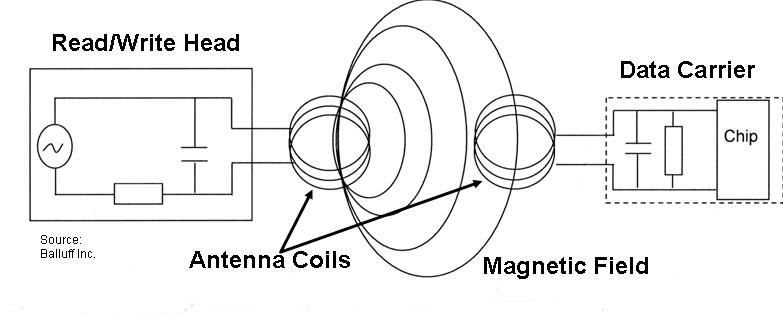 Read/Write Head
Data Carrier
Chip
Source:
Balluff Inc.
Antenna Coils
Magnetic Field